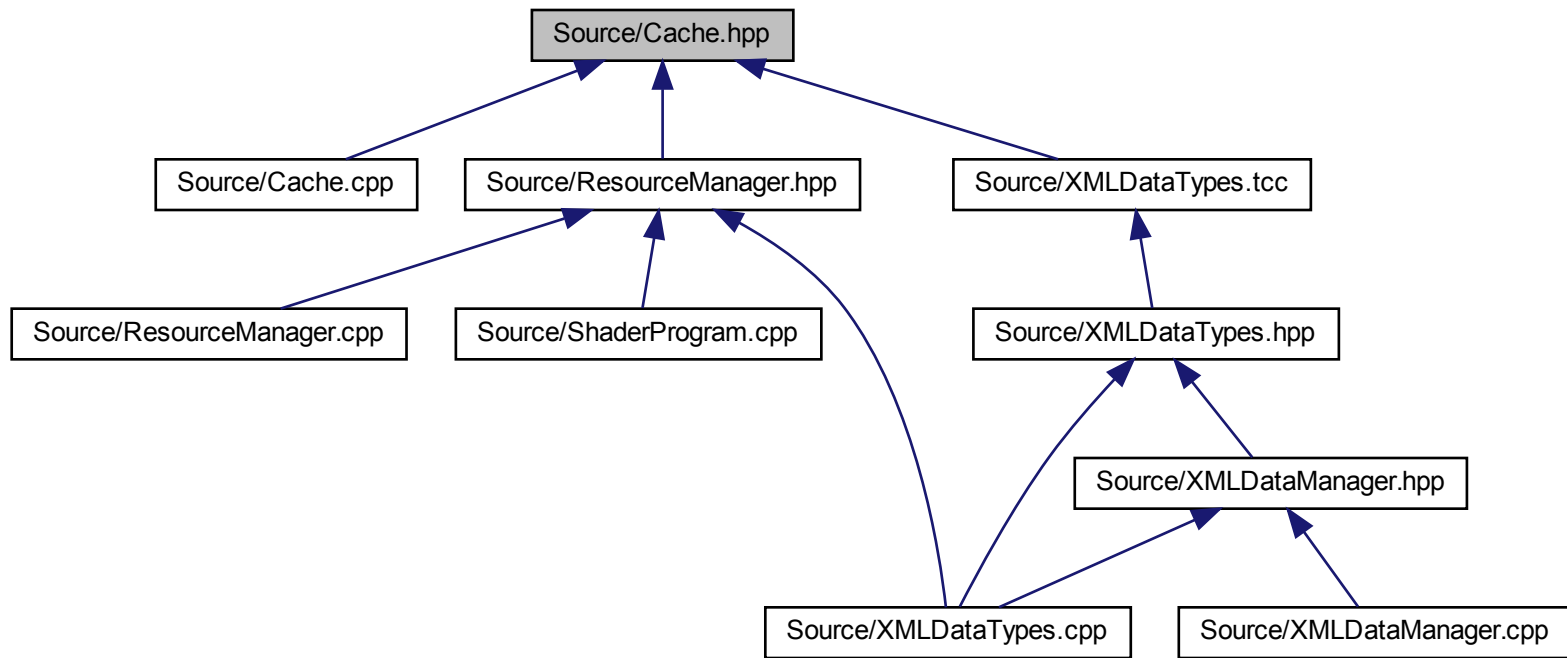 Source/Cache.hpp
Source/Cache.cpp
Source/ResourceManager.hpp
Source/XMLDataTypes.tcc
Source/ResourceManager.cpp
Source/ShaderProgram.cpp
Source/XMLDataTypes.hpp
Source/XMLDataManager.hpp
Source/XMLDataTypes.cpp
Source/XMLDataManager.cpp